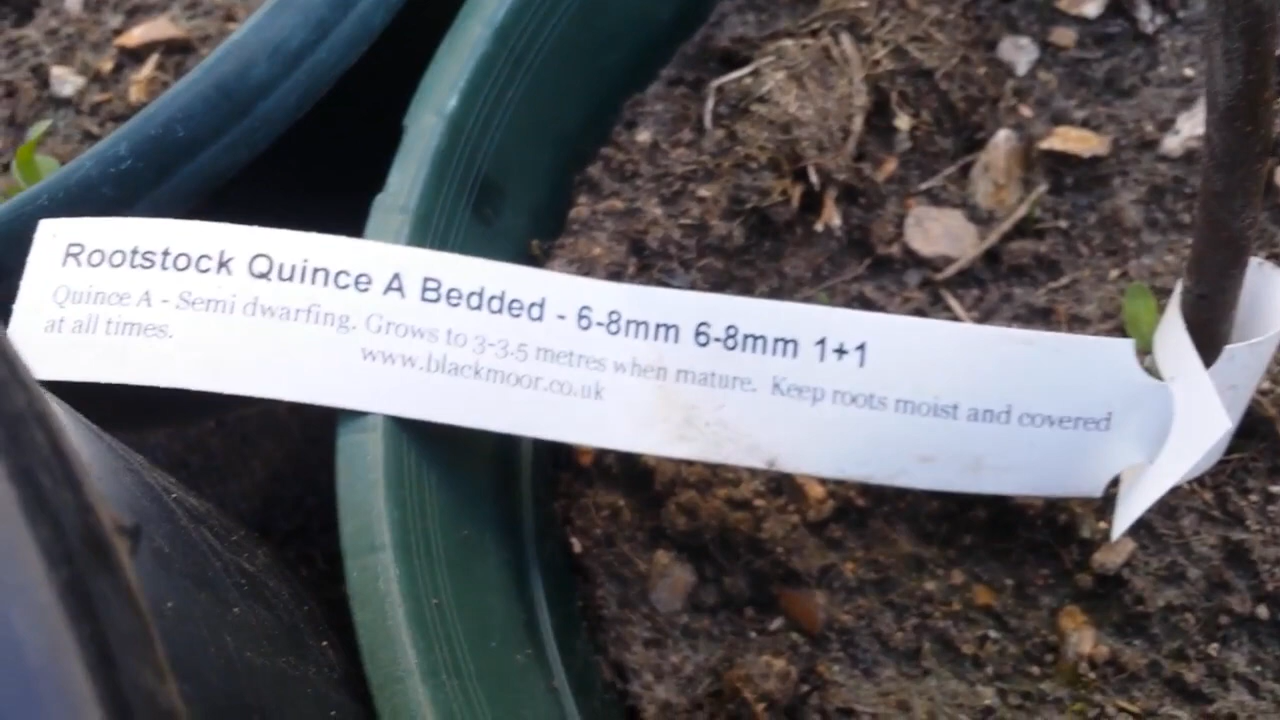 Rootstock Quince A Bedded - 6-8mm 6-8mm 1+1
Quince A - Semi dwarfing. Grows to 3-3.5 metres when mature. Keep roots moist and covered
at all times.
www.blackmoor.co.uk